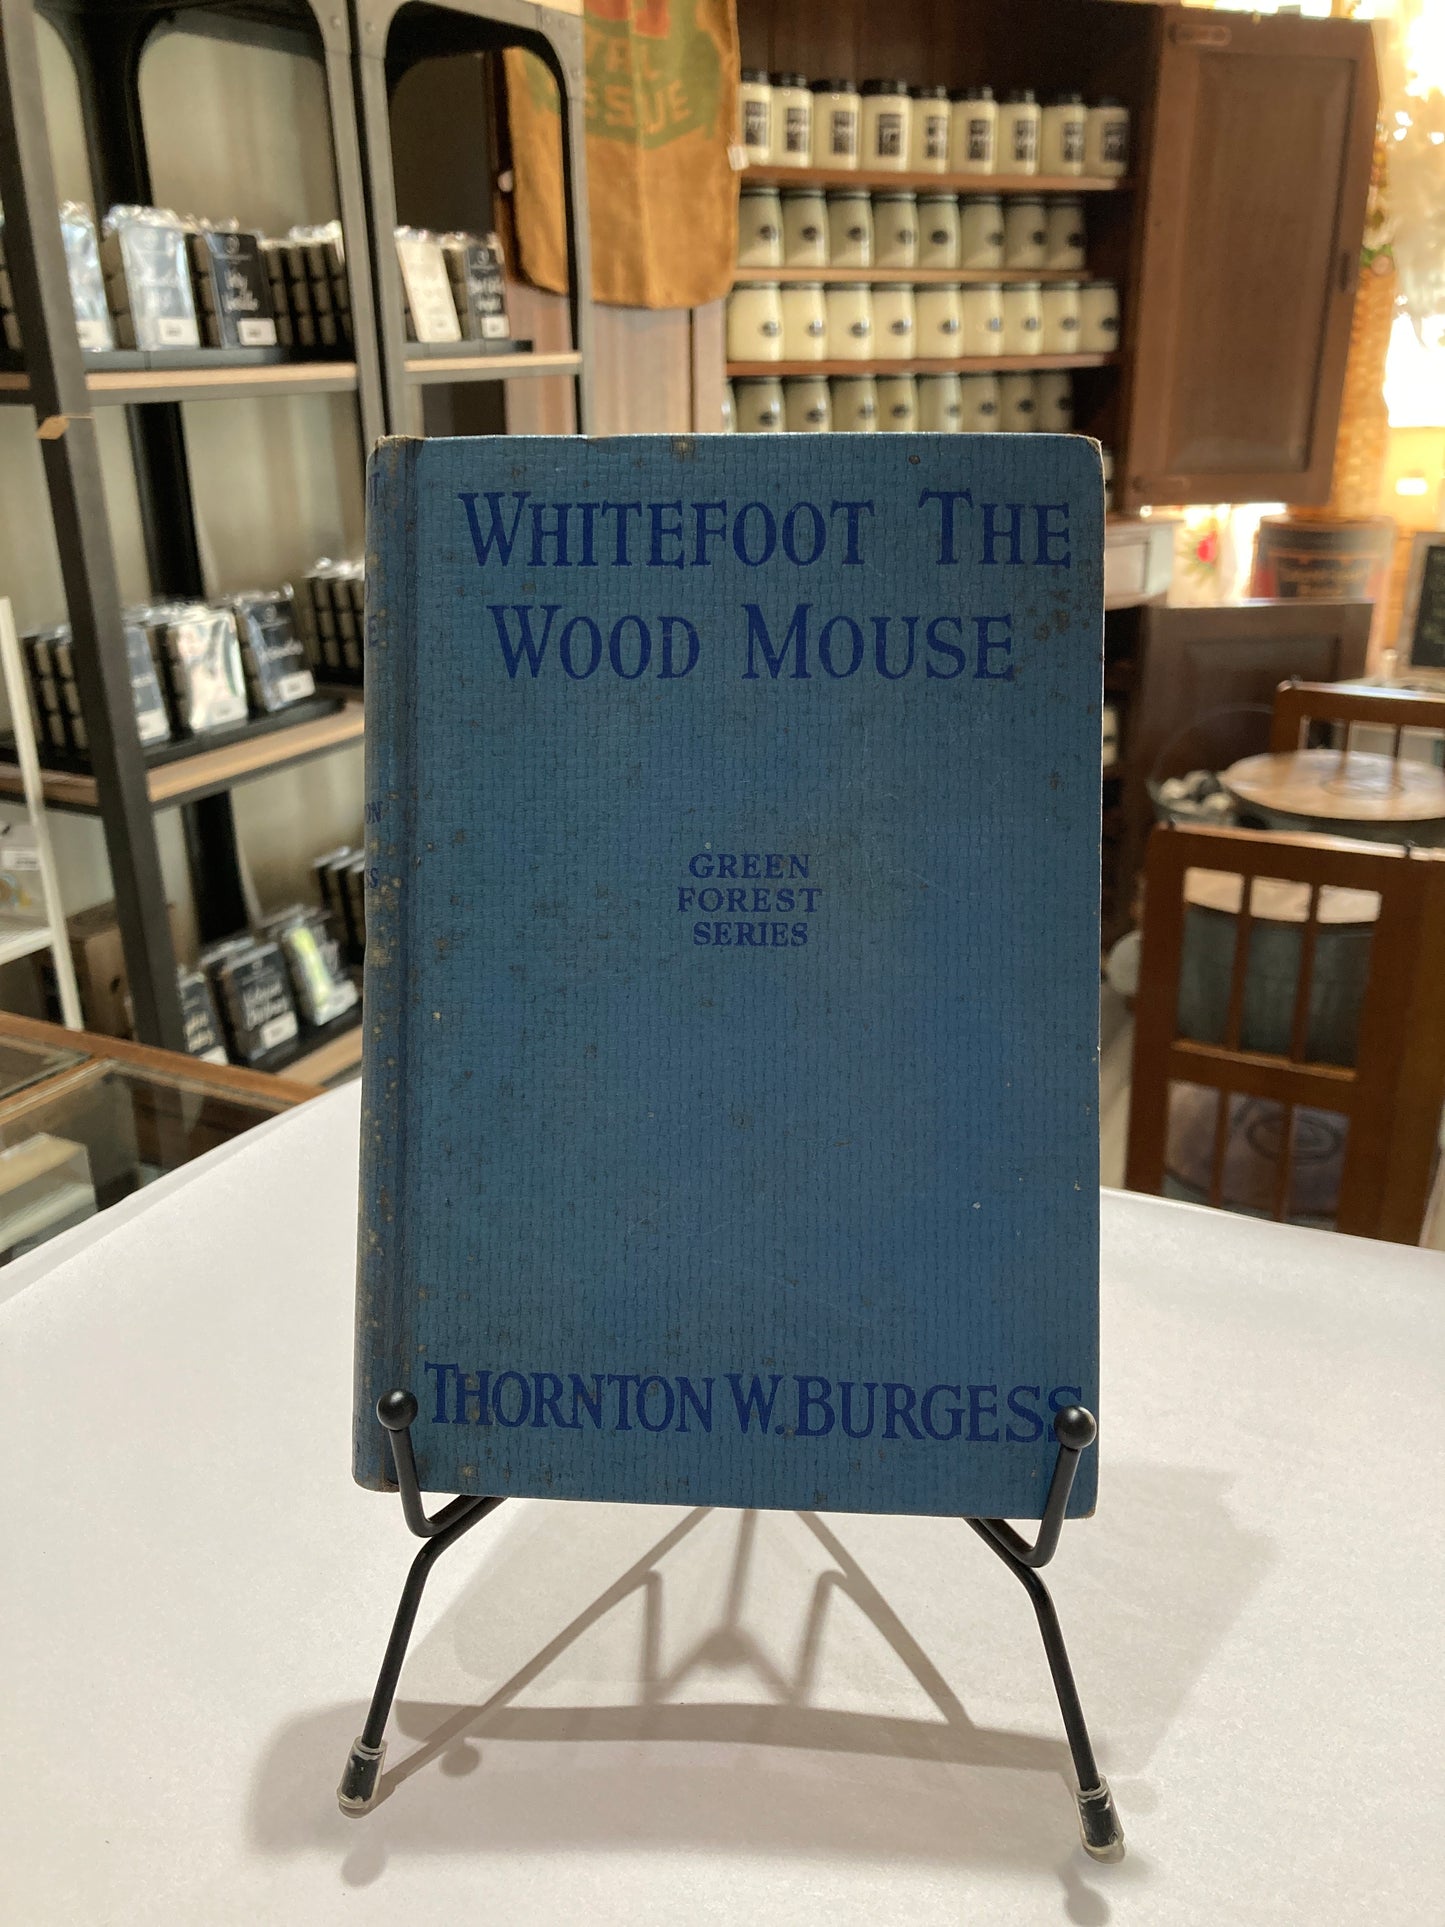 WHITEFOOT THE
WOOD MOUSE
GREEN
FOREST
SERIES
THORNTON W. BURGESS